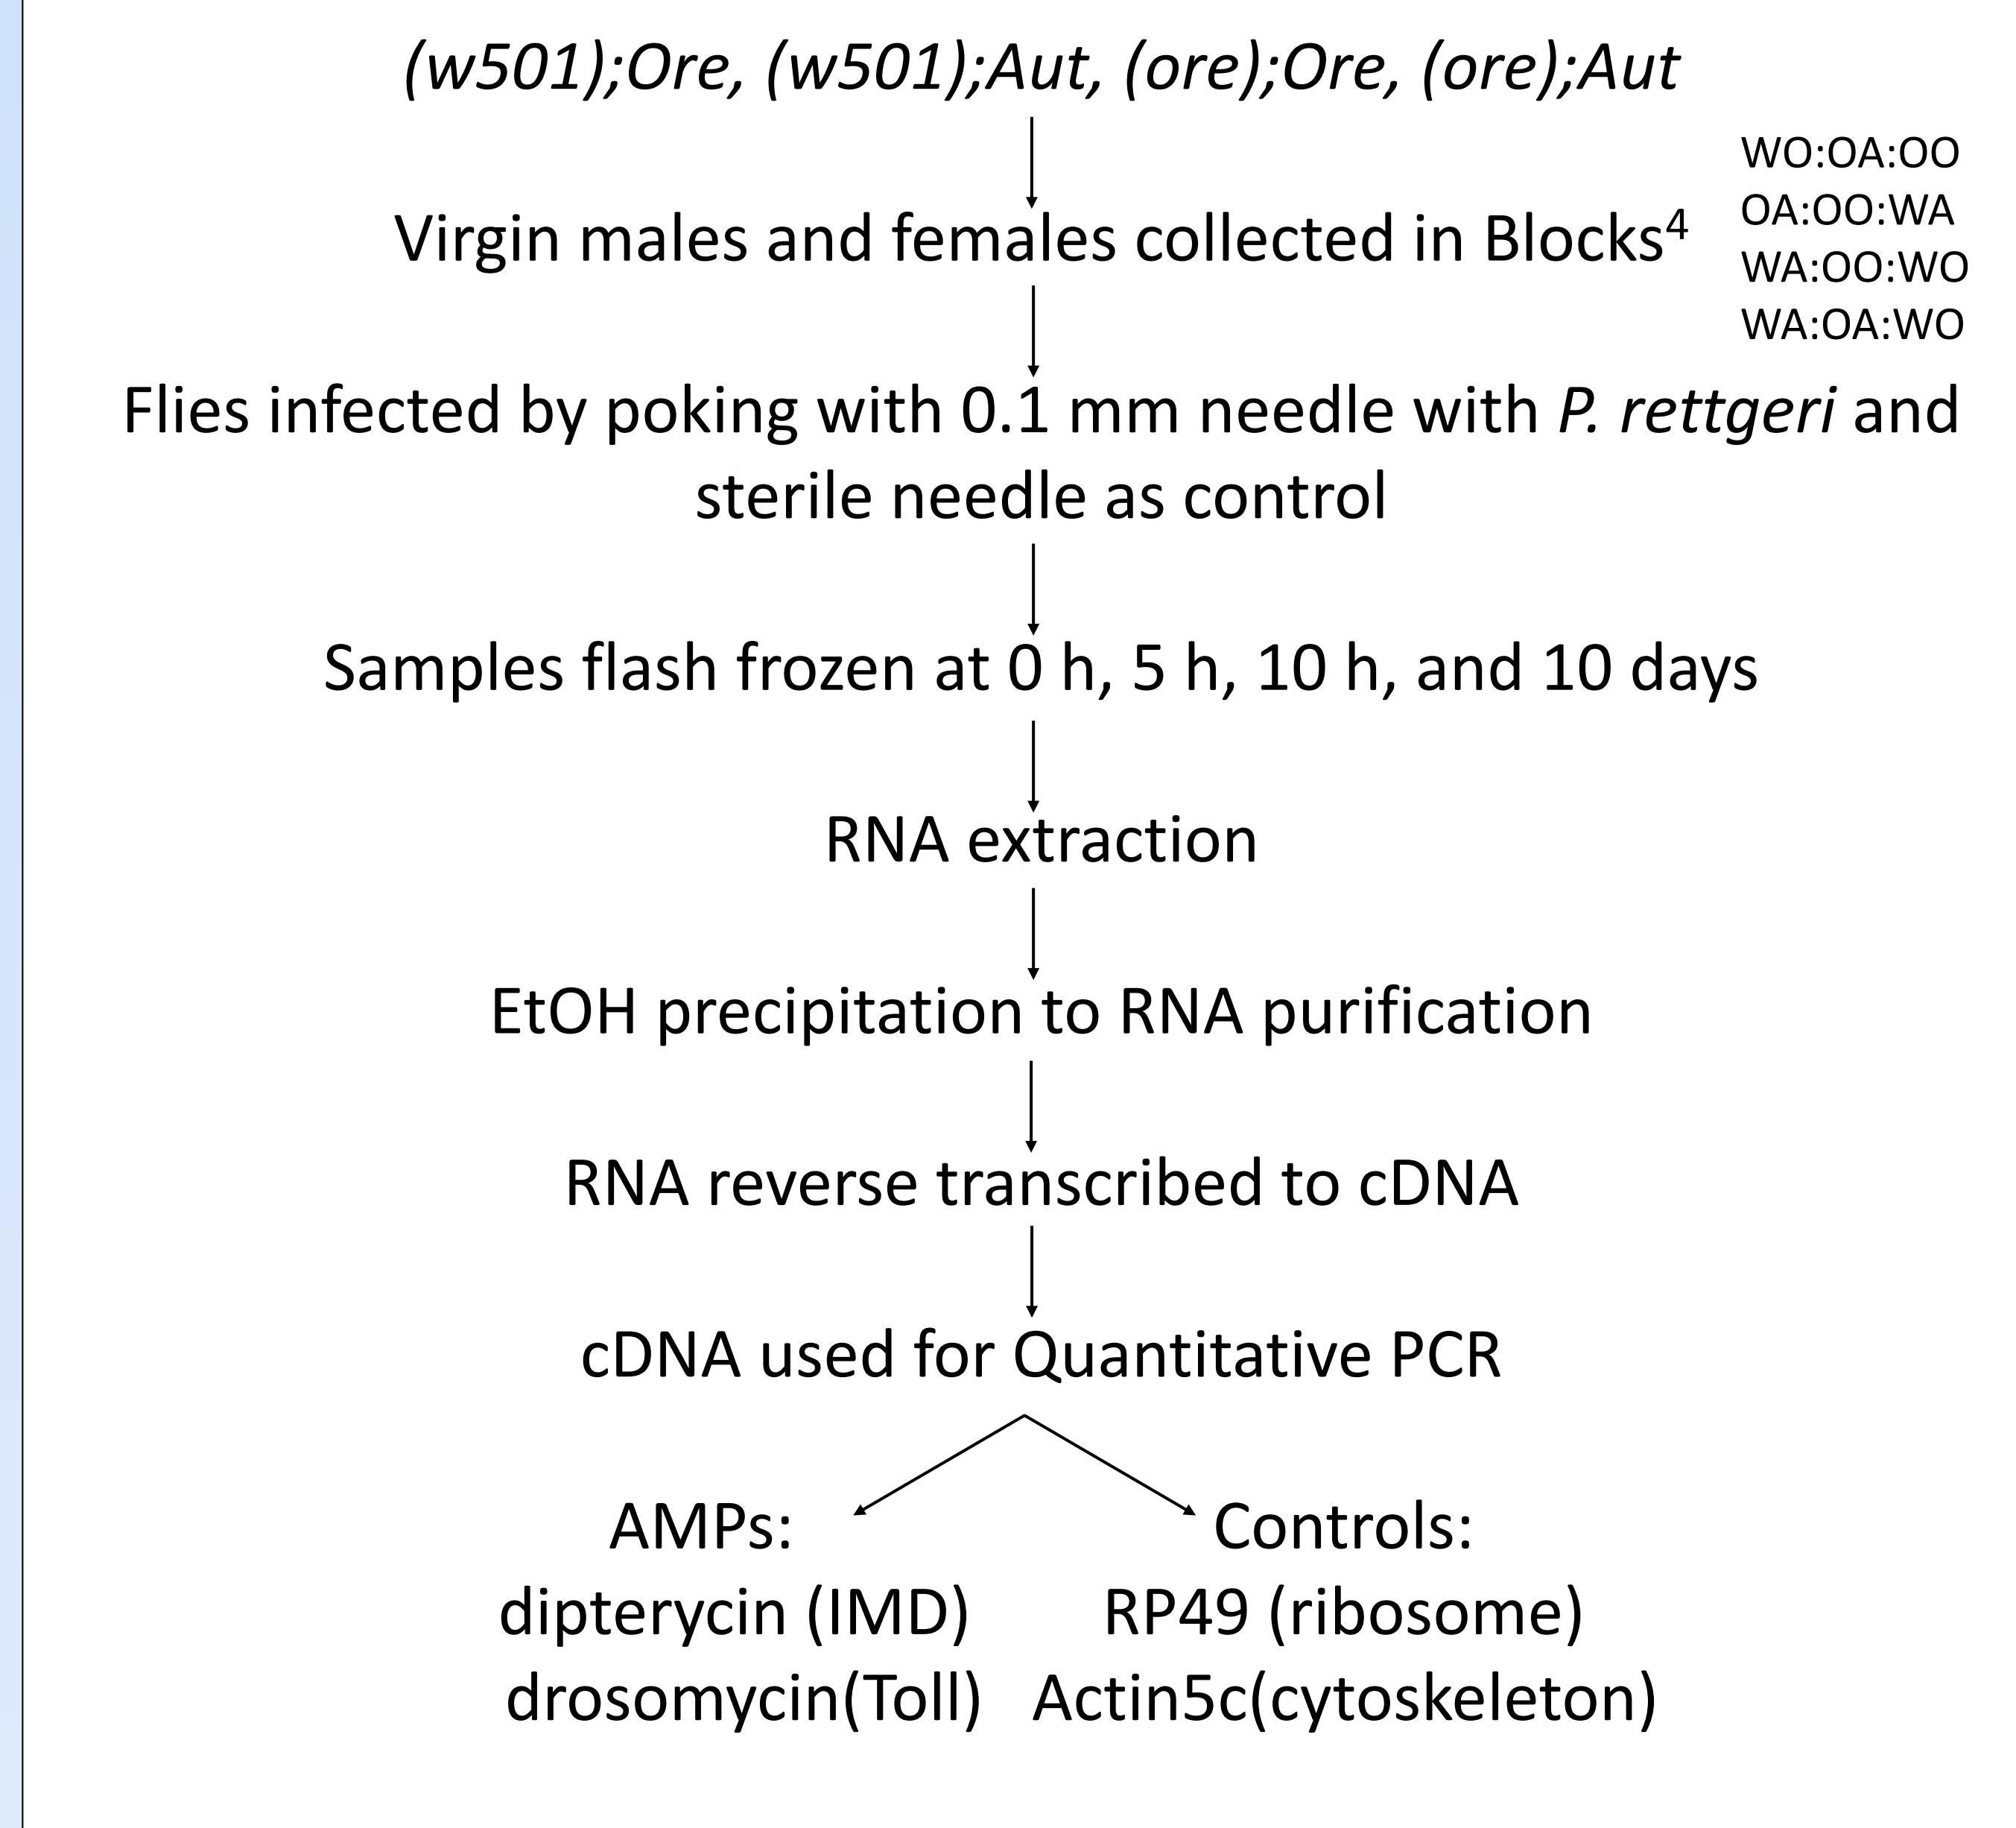 (w501);Ore, (w501);Aut, (ore);Ore, (ore);Aut
WO:OA:OO
OA:OO:WA
WA:OO:WO
WA:OA:WO
Virgin males and females collected in Blocks⁴
Flies infected by poking with 0.1 mm needle with P. rettgeri and
sterile needle as control
Samples flash frozen at 0 h, 5 h, 10 h, and 10 days
RNA extraction
EtOH precipitation to RNA purification
RNA reverse transcribed to cDNA
cDNA used for Quantitative PCR
AMPs:
dipterycin (IMD)
drosomycin(Toll)
Controls:
RP49 (ribosome)
Actin5c(cytoskeleton)